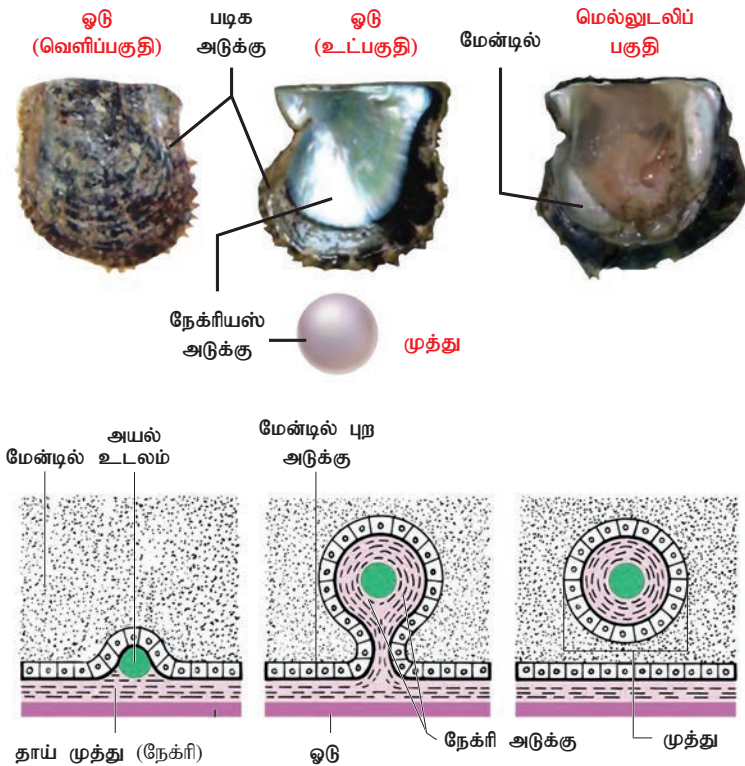 ஓடு
(வெளிப்பகுதி)
படிக
அடுக்கு
ஓடு
(உட்பகுதி)
மேன்டில்
மெல்லுடலிப்
பகுதி
நேக்ரியஸ்
அடுக்கு
முத்து
மேன்டில்
அயல்
உடலம்
மேன்டில் புற
அடுக்கு
தாய் முத்து (நேக்ரி)
ஓடு
நேக்ரி அடுக்கு
முத்து